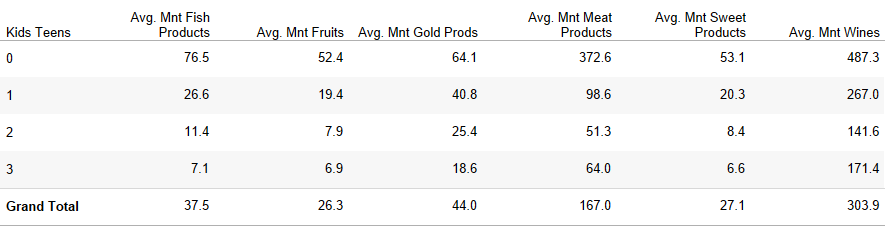 Kids Teens Avg. Mnt Fish Products Avg. Mnt Fruits Avg. Mnt Gold Prods Avg. Mnt Meat Products Avg. Mnt Sweet Products Avg. Mnt Wines
0 76.5 52.4 64.1 372.6 53.1 487.3
1 26.6 19.4 40.8 98.6 20.3 267.0
2 11.4 7.9 25.4 51.3 8.4 141.6
3 7.1 6.9 18.6 64.0 6.6 171.4
Grand Total 37.5 26.3 44.0 167.0 27.1 303.9